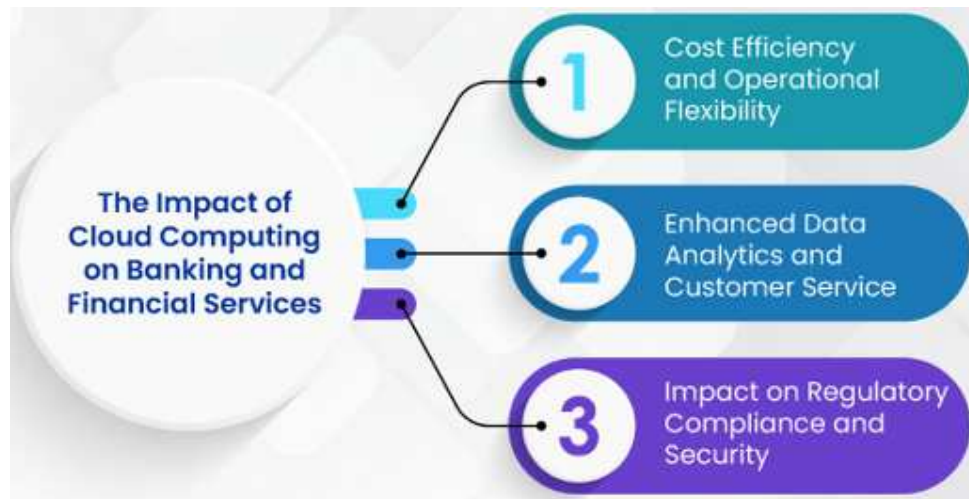 The Impact of
Cloud Computing
on Banking and
Financial Services
1
Cost Efficiency
and Operational
Flexibility
2
Enhanced Data
Analytics and
Customer Service
3
Impact on Regulatory
Compliance and
Security